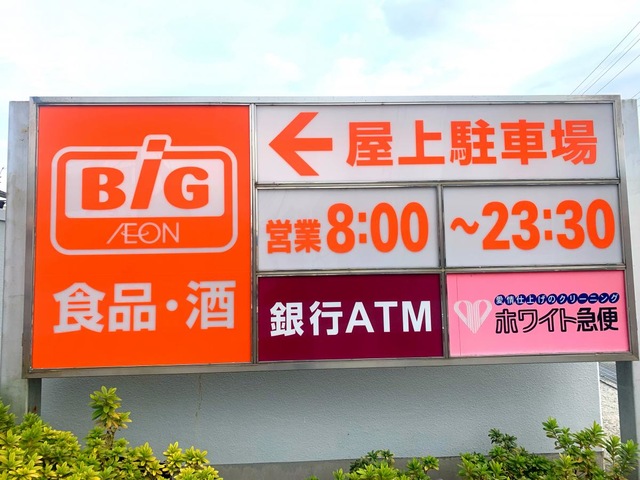 BiG
ÆON
食品・酒
←屋上駐車場
営業8:00
〜23:30
銀行ATM
愛情仕上げのクリーニング
ホワイト急便